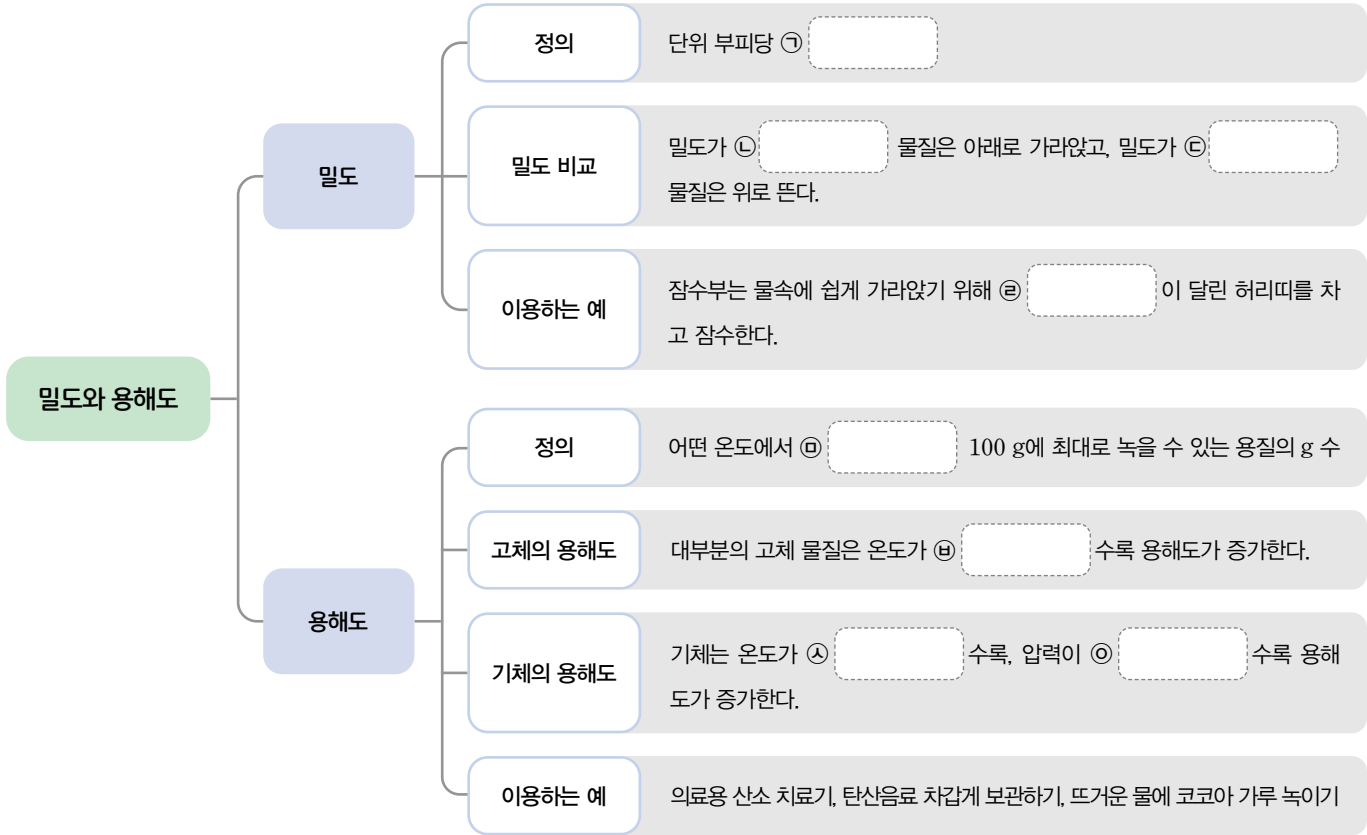 정의
단위 부피당 ㉠
밀도
밀도 비교
밀도가 ㉡ 물질은 아래로 가라앉고, 밀도가 ㉢
물질은 위로 뜬다.
이용하는 예
잠수부는 물속에 쉽게 가라앉기 위해 ㉣ 이 달린 허리띠를 차
고 잠수한다.
밀도와 용해도
정의
어떤 온도에서 ㉤ 100 g에 최대로 녹을 수 있는 용질의 g 수
고체의 용해도
대부분의 고체 물질은 온도가 ㉥ 수록 용해도가 증가한다.
용해도
기체의 용해도
기체는 온도가 ㉦ 수록, 압력이 ㉧ 수록 용해
도가 증가한다.
이용하는 예
의료용 산소 치료기, 탄산음료 차갑게 보관하기, 뜨거운 물에 코코아 가루 녹이기